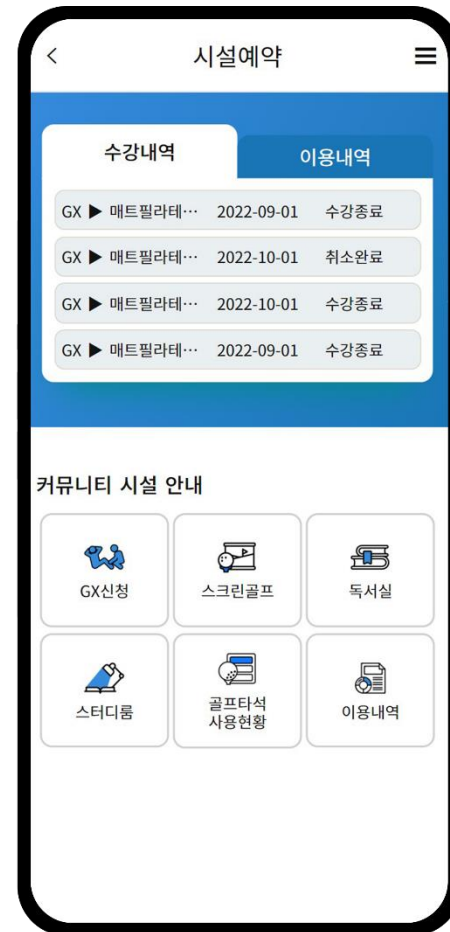 시설예약
수강내역
이용내역
GX ▶ 매트필라테… 2022-09-01 수강종료
GX ▶ 매트필라테… 2022-10-01 취소완료
GX ▶ 매트필라테… 2022-10-01 수강종료
GX ▶ 매트필라테… 2022-09-01 수강종료
커뮤니티 시설 안내
GX신청
스크린골프
독서실
스터디룸
골프타석
사용현황
이용내역